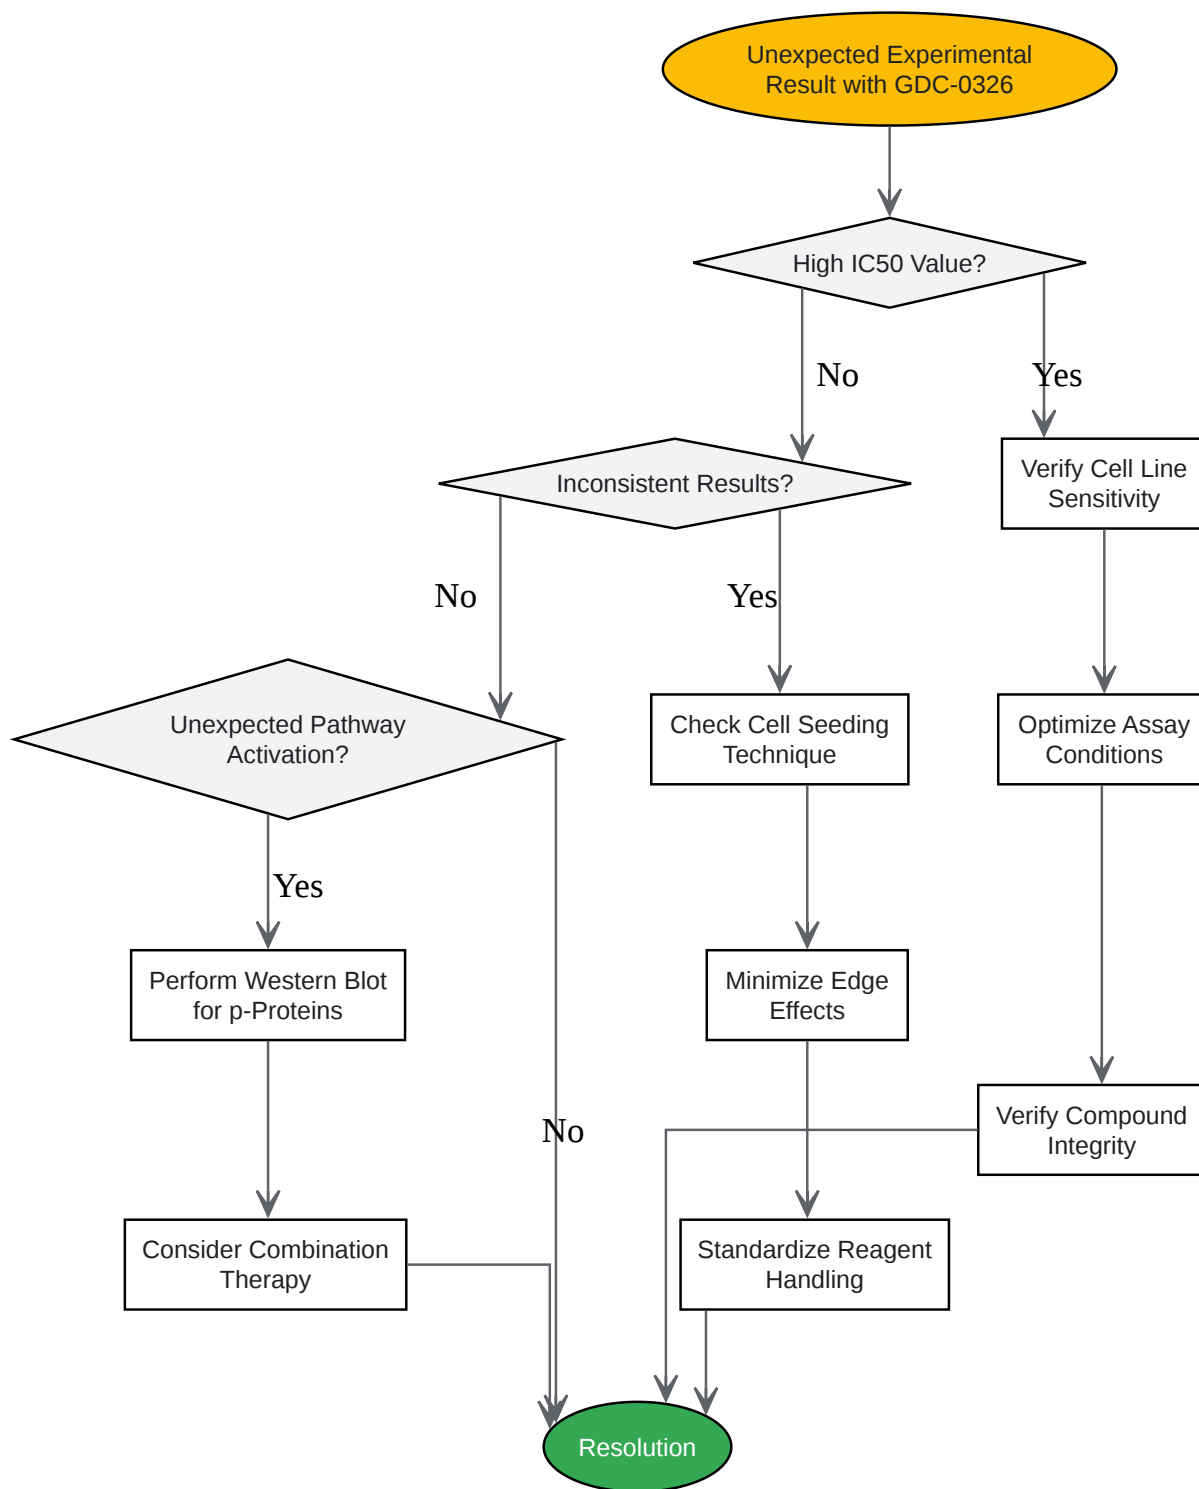 Unexpected Experimental
Result with GDC-0326
High IC50 Value?
No
Yes
Inconsistent Results?
Verify Cell Line
Sensitivity
No
Yes
Unexpected Pathway
Activation?
Check Cell Seeding
Technique
Optimize Assay
Conditions
Yes
Perform Western Blot
for p-Proteins
Minimize Edge
Effects
No
Verify Compound
Integrity
Consider Combination
Therapy
Standardize Reagent
Handling
Resolution